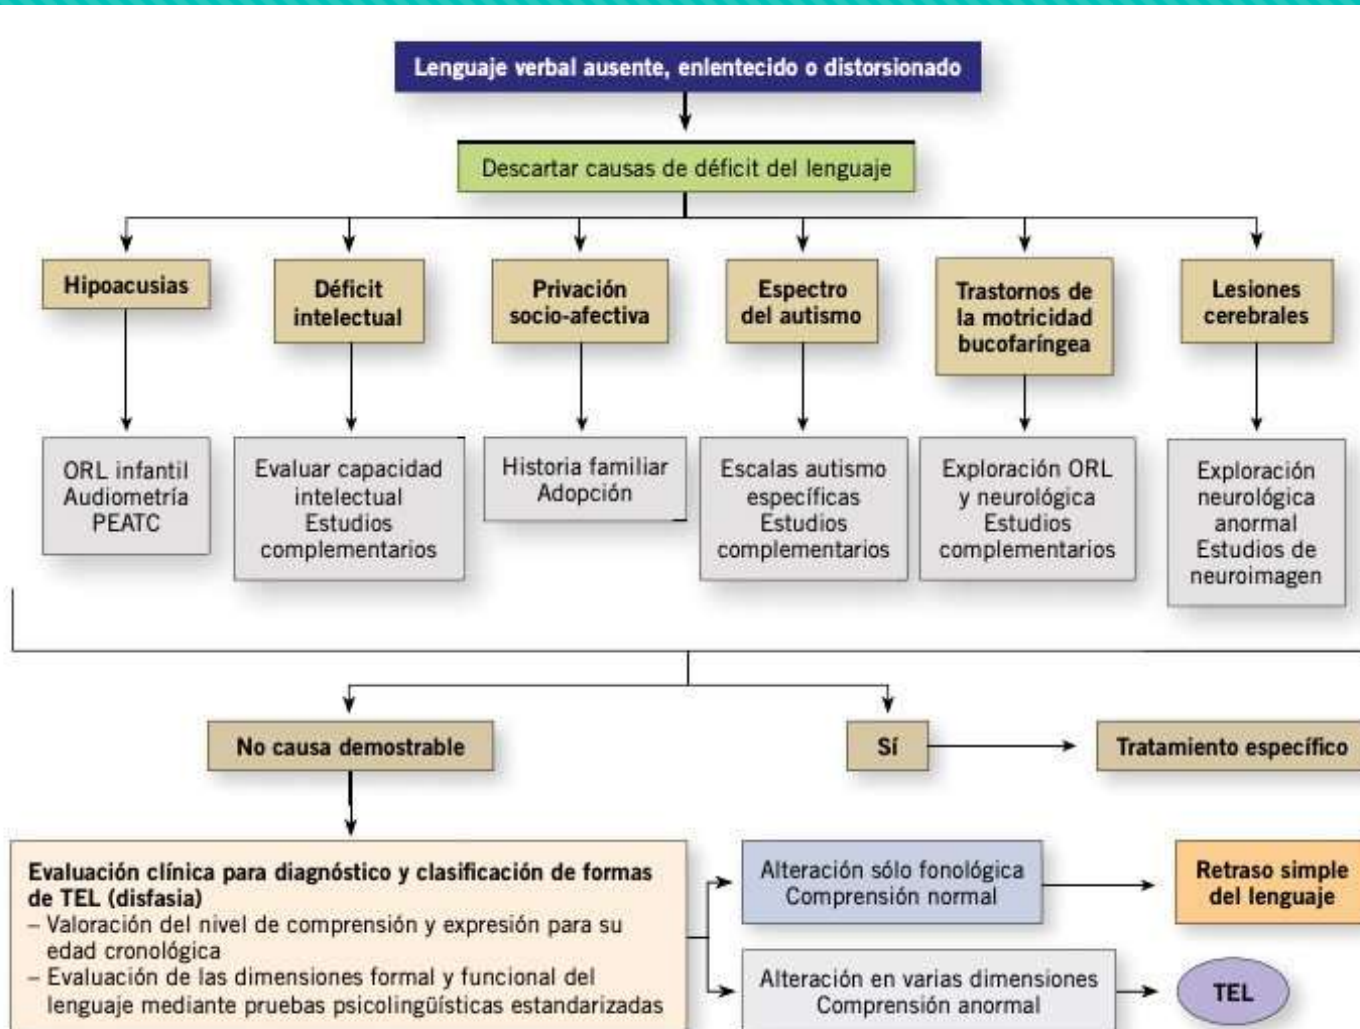 Lenguaje verbal ausente, enlentecido o distorsionado
Descartar causas de déficit del lenguaje
Hipoacusias
Déficit
intelectual
Privación
socio-afectiva
Espectro
del autismo
Trastornos de
la motricidad
bucofaríngea
Lesiones
cerebrales
ORL infantil
Audiometría
PEATC
Evaluar capacidad
intelectual
Estudios
complementarios
Historia familiar
Adopción
Escalas autismo
específicas
Estudios
complementarios
Exploración ORL
y neurológica
Estudios
complementarios
Exploración
neurológica
anormal
Estudios de
neuroimagen
No causa demostrable
Sí
Tratamiento específico
Evaluación clínica para diagnóstico y clasificación de formas
de TEL (disfasia)
– Valoración del nivel de comprensión y expresión para su
edad cronológica
– Evaluación de las dimensiones formal y funcional del
lenguaje mediante pruebas psicolingüísticas estandarizadas
Alteración sólo fonológica
Comprensión normal
Retraso simple
del lenguaje
Alteración en varias dimensiones
Comprensión anormal
TEL